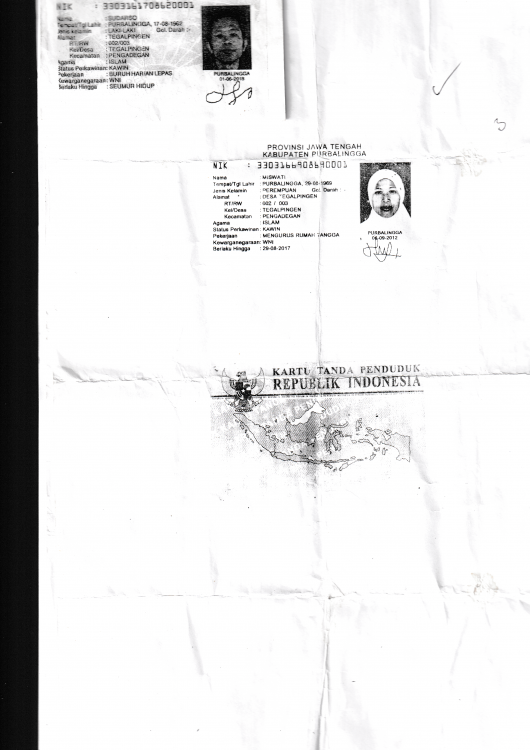 NIK : 3303161708620001
Nama : SUDARSO
Tempat/Tgl Lahir : PURBALINGGA, 17-08-1962
Jenis kelamin : LAKI-LAKI Gol. Darah : -
Alamat : TEGALPINGEN
RT/RW : 002/003
Kel/Desa : TEGALPINGEN
Kecamatan : PENGADEGAN
Agama : ISLAM
Status Perkawinan: KAWIN
Pekerjaan : BURUH HARIAN LEPAS
Kewarganegaraan: WNI
Berlaku Hingga : SEUMUR HIDUP
PURBALINGGA
3
PROVINSI JAWA TENGAH
KABUPATEN PURBALINGGA
NIK : 3303166908690001
Nama : MISWATI
Tempat/Tgl Lahir : PURBALINGGA, 29-08-1969
Jenis Kelamin : PEREMPUAN Gol. Darah : -
Alamat : DESA TEGALPINGEN
RT/RW : 002 / 003
Kel/Desa : TEGALPINGEN
Kecamatan : PENGADEGAN
Agama : ISLAM
Status Perkawinan: KAWIN
Pekerjaan : MENGURUS RUMAH TANGGA
Kewarganegaraan: WNI
Berlaku Hingga : 29-08-2017
PURBALINGGA
06-09-2012
KARTU TANDA PENDUDUK
REPUBLIK INDONESIA